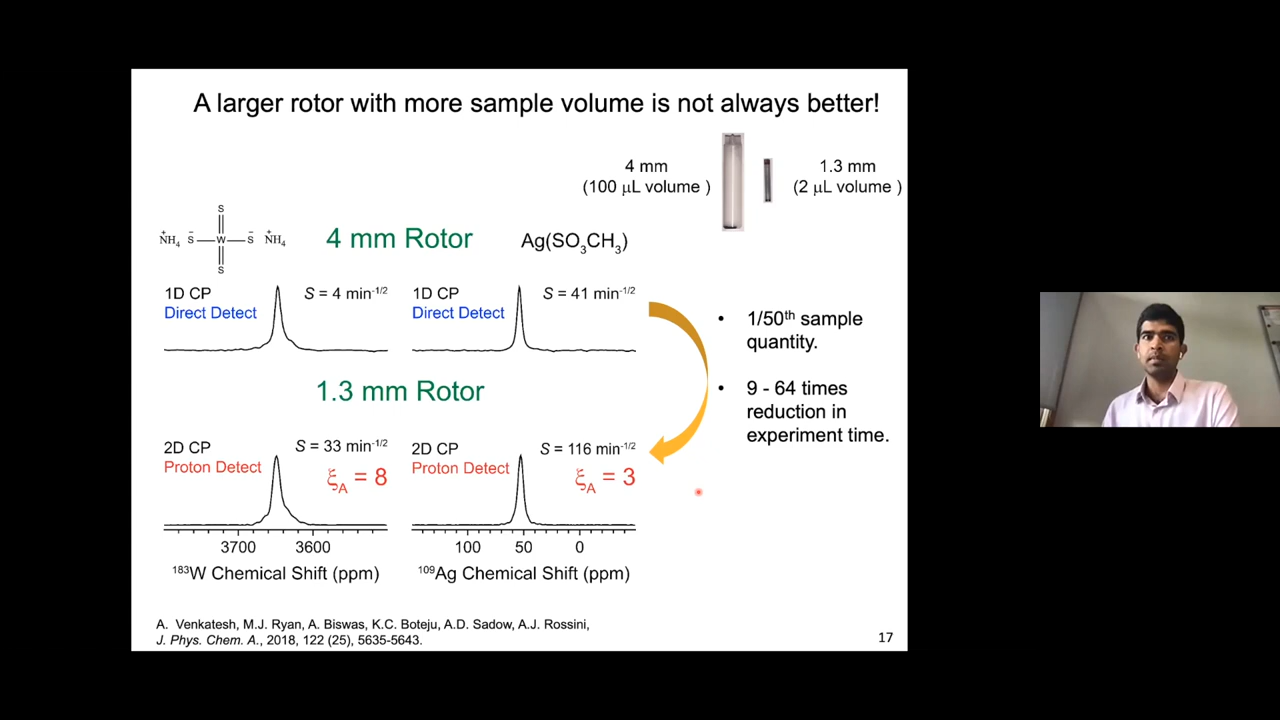 A larger rotor with more sample volume is not always better!
4 mm
(100 μL volume )
1.3 mm
(2 μL volume )
S
+
NH4 S
-
W
-
S
+
NH4
S
4 mm Rotor
Ag(SO3CH3)
1D CP
Direct Detect
S = 4 min-1/2
1D CP
Direct Detect
S = 41 min-1/2
• 1/50th sample
quantity.
• 9 - 64 times
reduction in
experiment time.
1.3 mm Rotor
2D CP
Proton Detect
S = 33 min-1/2
ξA = 8
2D CP
Proton Detect
S = 116 min-1/2
ξA = 3
3700 3600
100 50 0
183W Chemical Shift (ppm)
109Ag Chemical Shift (ppm)
A. Venkatesh, M.J. Ryan, A. Biswas, K.C. Boteju, A.D. Sadow, A.J. Rossini,
J. Phys. Chem. A., 2018, 122 (25), 5635-5643.
17